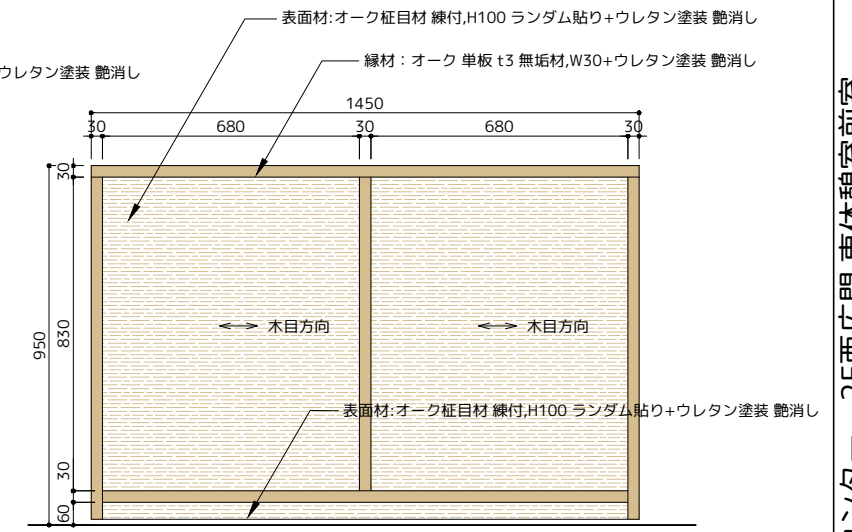 表面材:オーク柾目材 練付,H100 ランダム貼り+ウレタン塗装 艶消し
縁材：オーク 単板 t3 無垢材,W30+ウレタン塗装 艶消し
ウレタン塗装 艶消し
1450
30 680 30 680 30
30
950
830
木目方向 木目方向
表面材:オーク柾目材 練付,H100 ランダム貼り+ウレタン塗装 艶消し
30
60